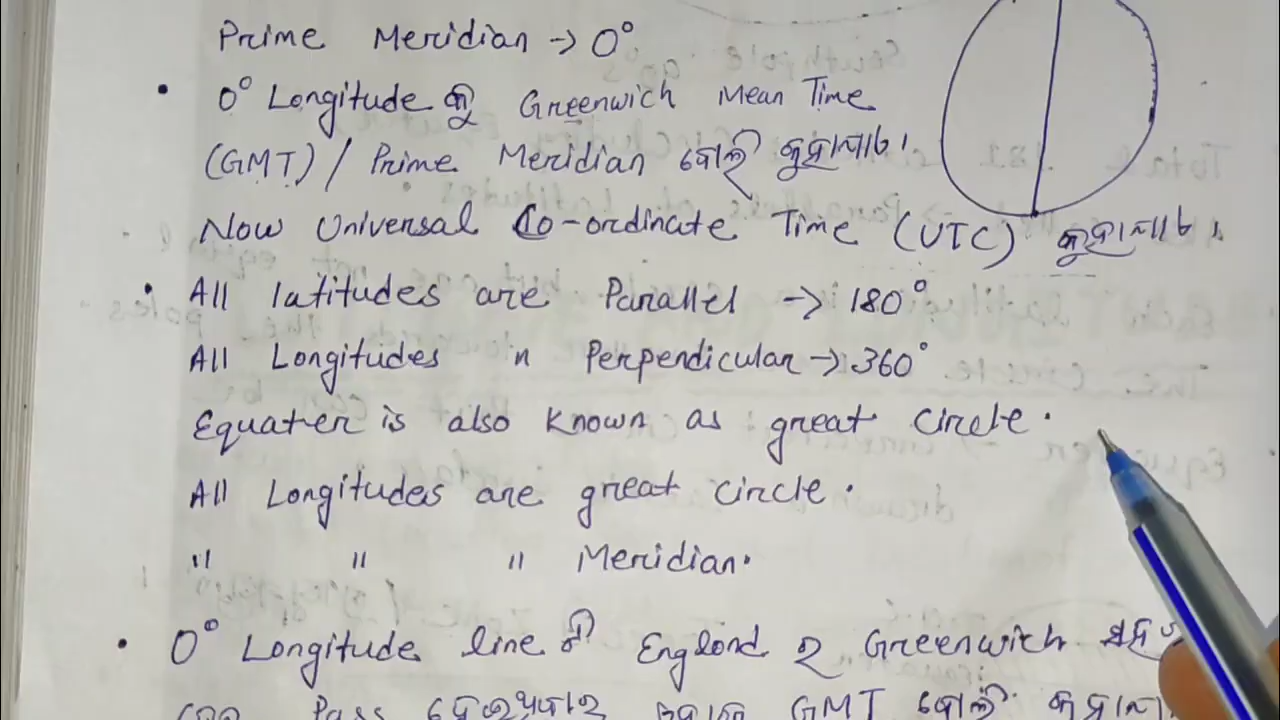 Prime Meridian → 0°
• 0° Longitude କୁ Greenwich Mean Time
(GMT) / Prime Meridian ବୋଲି କୁହାଯାଏ ।
Now Universal Co-ordinate Time (UTC) କୁହାଯାଏ ।
• All latitudes are Parallel → 180°
All Longitudes " Perpendicular → 360°
Equater is also known as great circle.
All Longitudes are great circle.
" " " Meridian.
• 0° Longitude line ଟି England ର Greenwich
Pass GMT ବୋଲି